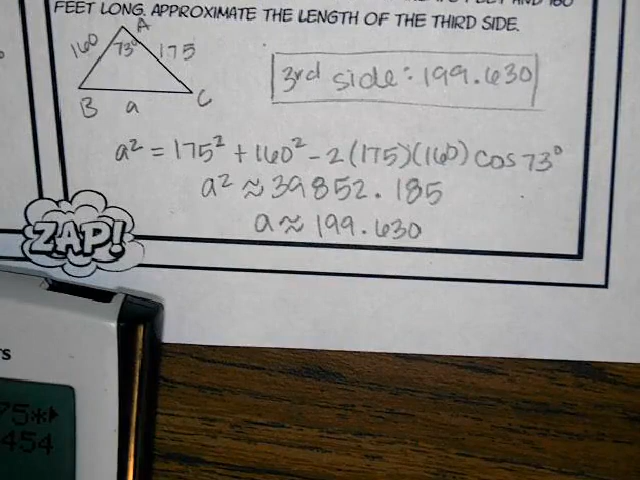 FEET LONG. APPROXIMATE THE LENGTH OF THE THIRD SIDE.
A
160 73° 175
B a C
3rd side: 199.630
a² = 175² + 160² - 2(175)(160) cos 73°
a² ≈ 39852.185
a ≈ 199.630
ZAP!
75*
454